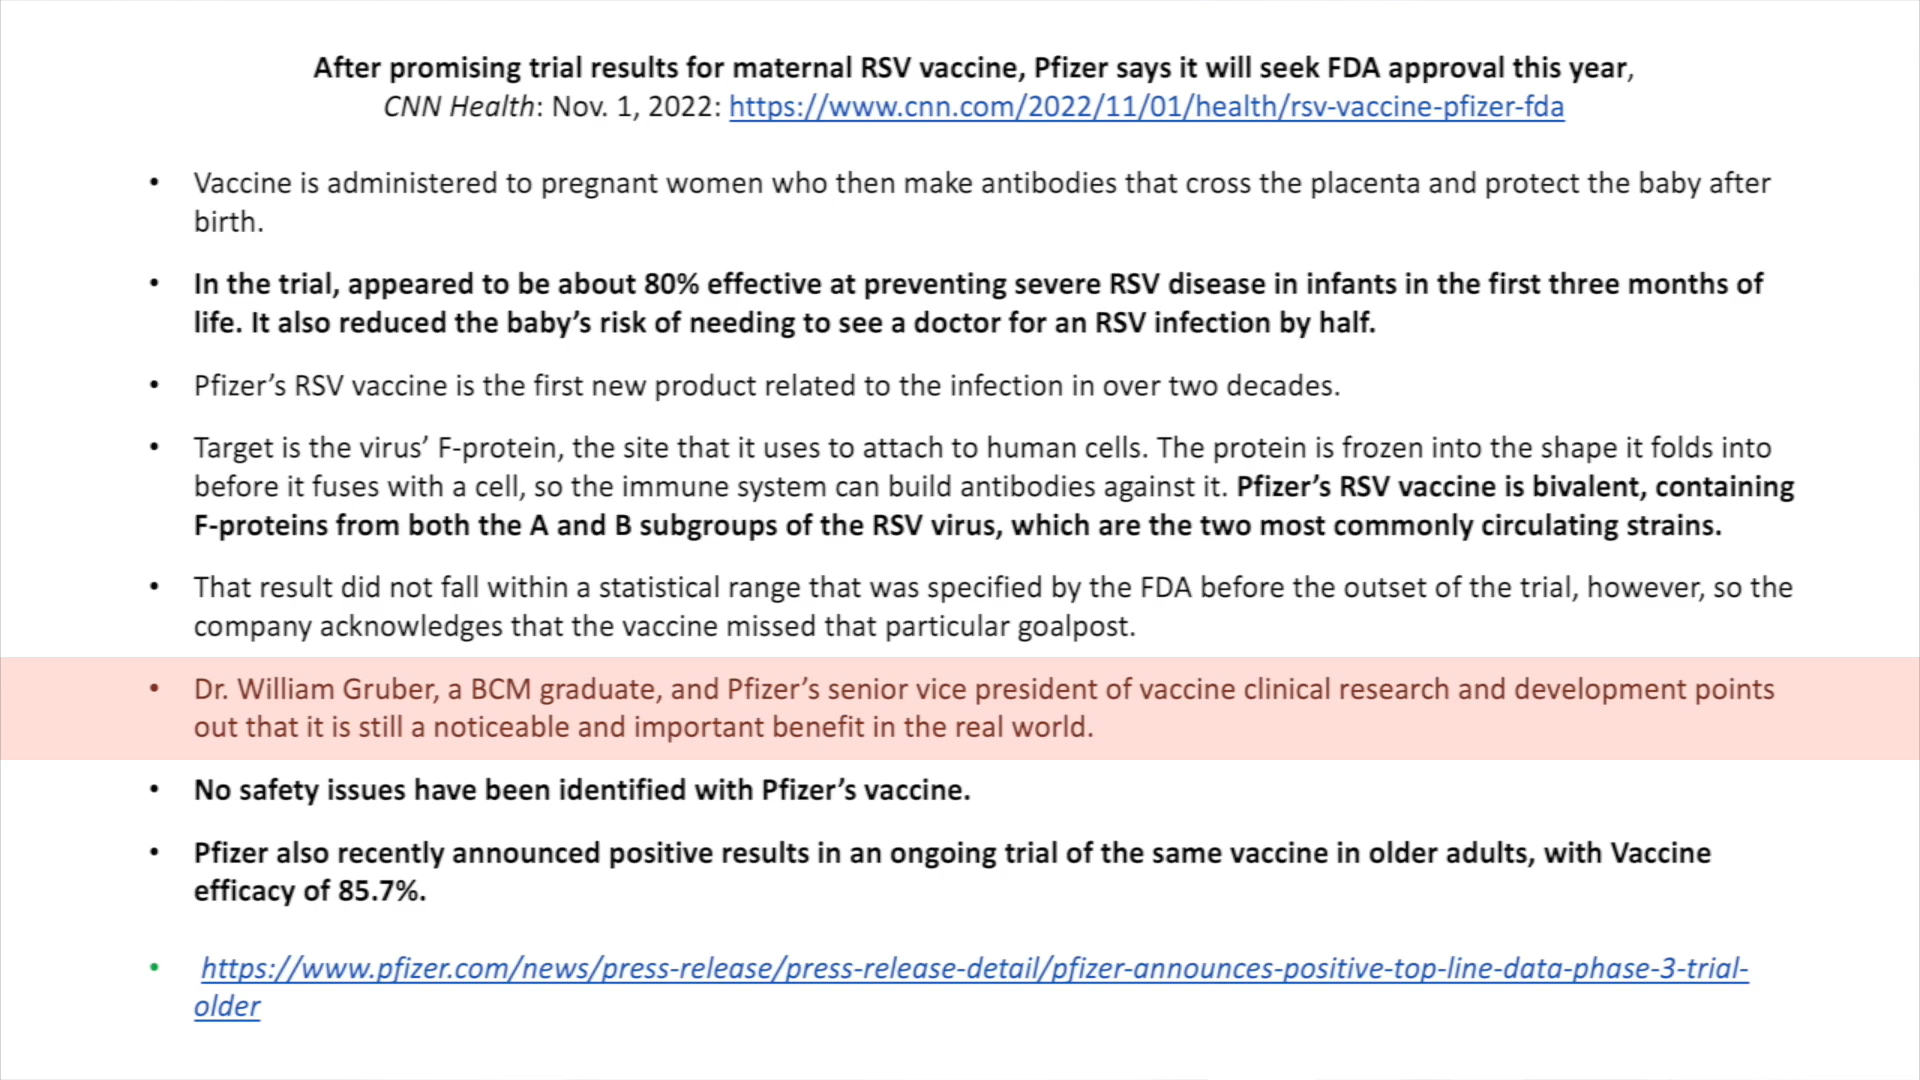 After promising trial results for maternal RSV vaccine, Pfizer says it will seek FDA approval this year,
CNN Health: Nov. 1, 2022: https://www.cnn.com/2022/11/01/health/rsv-vaccine-pfizer-fda
• Vaccine is administered to pregnant women who then make antibodies that cross the placenta and protect the baby after
birth.
• In the trial, appeared to be about 80% effective at preventing severe RSV disease in infants in the first three months of
life. It also reduced the baby’s risk of needing to see a doctor for an RSV infection by half.
• Pfizer’s RSV vaccine is the first new product related to the infection in over two decades.
• Target is the virus’ F-protein, the site that it uses to attach to human cells. The protein is frozen into the shape it folds into
before it fuses with a cell, so the immune system can build antibodies against it. Pfizer’s RSV vaccine is bivalent, containing
F-proteins from both the A and B subgroups of the RSV virus, which are the two most commonly circulating strains.
• That result did not fall within a statistical range that was specified by the FDA before the outset of the trial, however, so the
company acknowledges that the vaccine missed that particular goalpost.
• Dr. William Gruber, a BCM graduate, and Pfizer’s senior vice president of vaccine clinical research and development points
out that it is still a noticeable and important benefit in the real world.
• No safety issues have been identified with Pfizer’s vaccine.
• Pfizer also recently announced positive results in an ongoing trial of the same vaccine in older adults, with Vaccine
efficacy of 85.7%.
• https://www.pfizer.com/news/press-release/press-release-detail/pfizer-announces-positive-top-line-data-phase-3-trial-
older